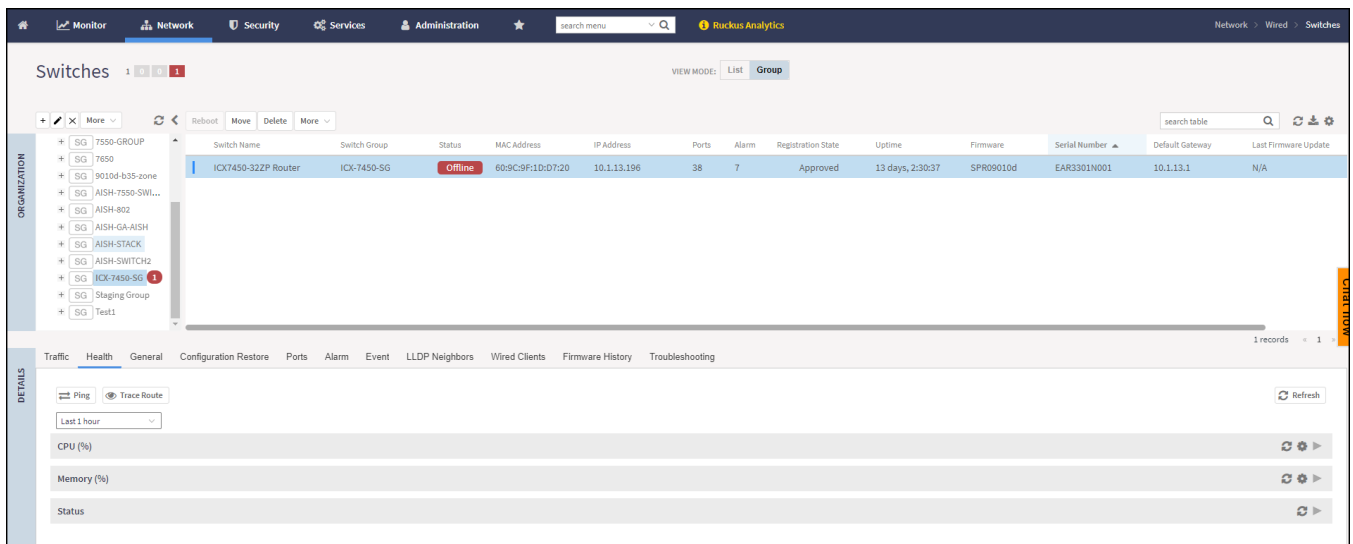 Monitor Network Security Services Administration search menu Ruckus Analytics Network > Wired > Switches
Switches 1 0 0 1 VIEW MODE: List Group
More Reboot Move Delete More search table
ORGANIZATION
SG 7550-GROUP
SG 7650
SG 9010d-b35-zone
SG AISH-7550-SWI...
SG AISH-802
SG AISH-GA-AISH
SG AISH-STACK
SG AISH-SWITCH2
SG ICX-7450-SG 1
SG Staging Group
SG Test1
Switch Name Switch Group Status MAC Address IP Address Ports Alarm Registration State Uptime Firmware Serial Number Default Gateway Last Firmware Update
ICX7450-32ZP Router ICX-7450-SG Offline 60:9C:9F:1D:D7:20 10.1.13.196 38 7 Approved 13 days, 2:30:37 SPR09010d EAR3301N001 10.1.13.1 N/A
Chat now
1 records « 1 »
DETAILS
Traffic Health General Configuration Restore Ports Alarm Event LLDP Neighbors Wired Clients Firmware History Troubleshooting
Ping Trace Route Refresh
Last 1 hour
CPU (%)
Memory (%)
Status